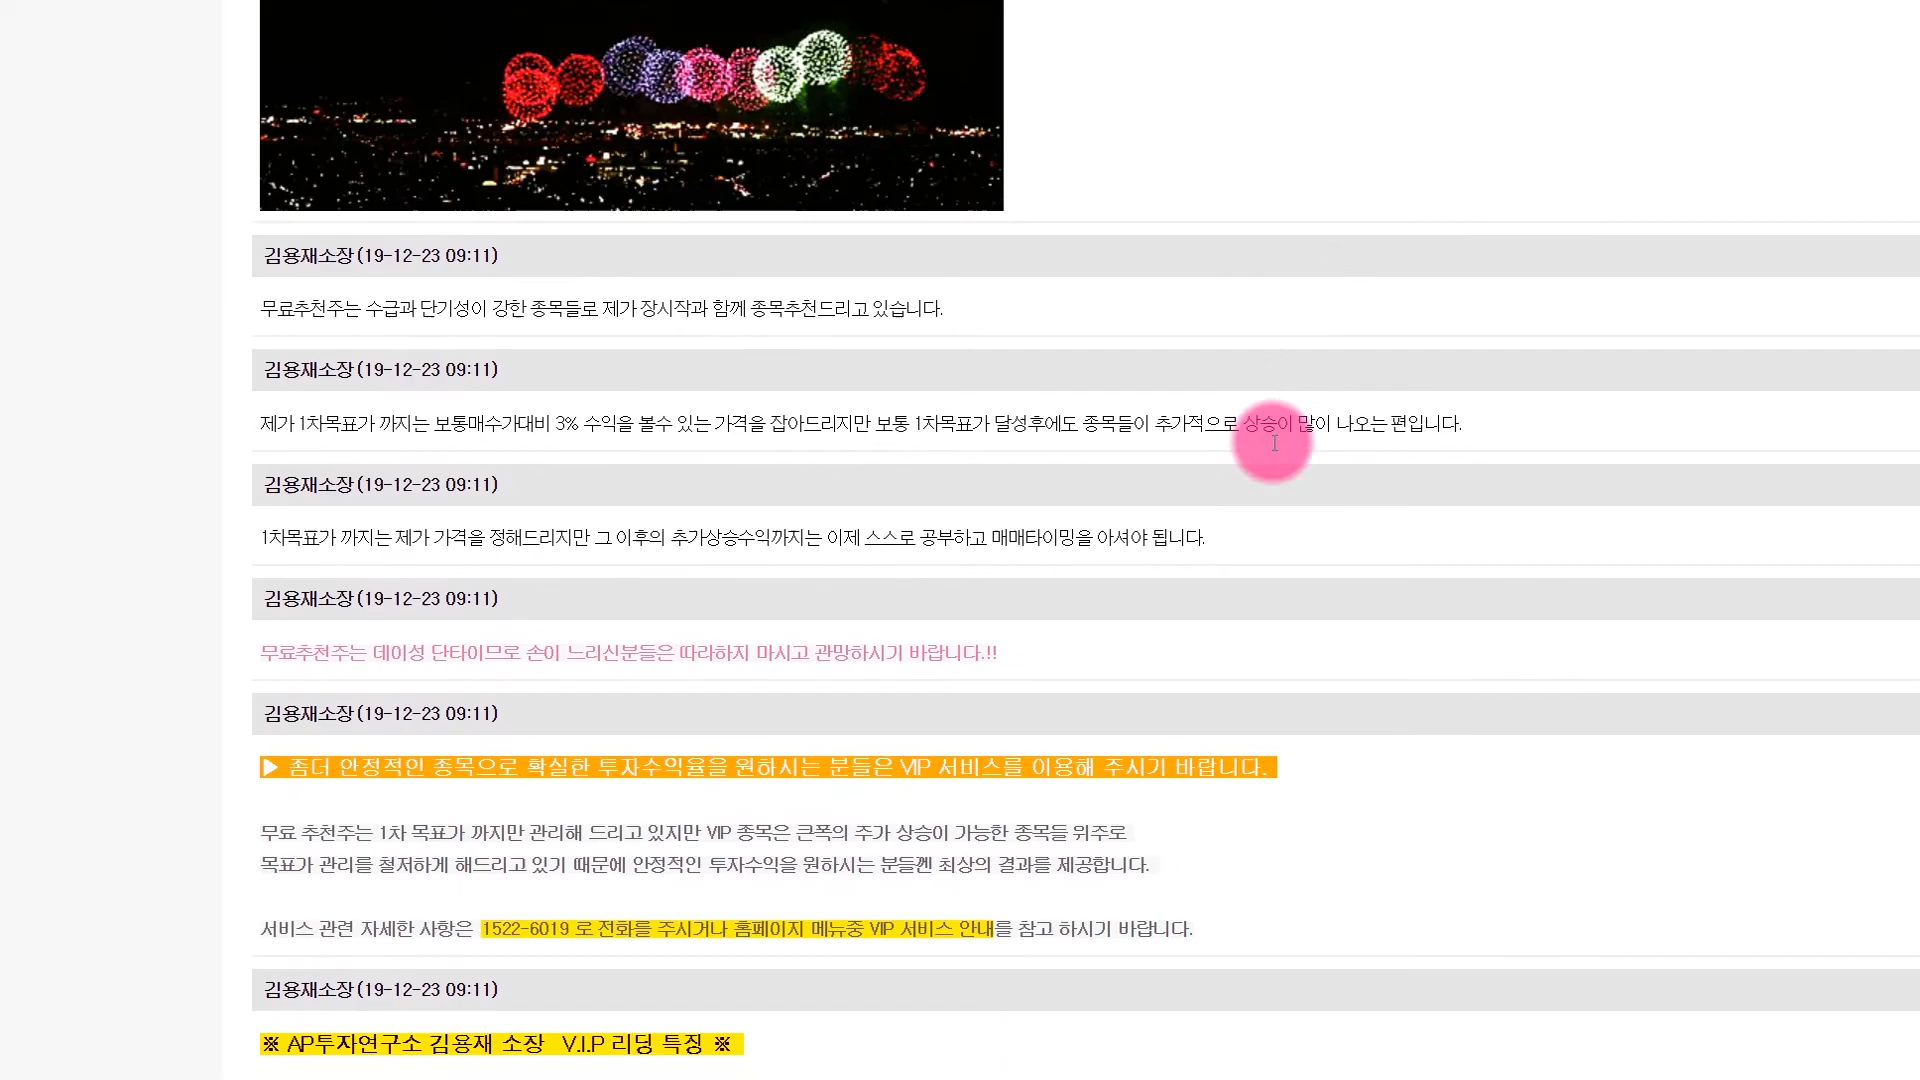 김용재소장(19-12-23 09:11)
무료추천주는 수급과 단기성이 강한 종목들로 제가 장시작과 함께 종목추천드리고 있습니다.
김용재소장(19-12-23 09:11)
제가 1차목표가 까지는 보통매수가대비 3% 수익을 볼수 있는 가격을 잡아드리지만 보통 1차목표가 달성후에도 종목들이 추가적으로 상승이 많이 나오는 편입니다.
김용재소장(19-12-23 09:11)
1차목표가 까지는 제가 가격을 정해드리지만 그 이후의 추가상승수익까지는 이제 스스로 공부하고 매매타이밍을 아셔야 됩니다.
김용재소장(19-12-23 09:11)
무료추천주는 데이성 단타이므로 손이 느리신분들은 따라하지 마시고 관망하시기 바랍니다.!!
김용재소장(19-12-23 09:11)
▶ 좀더 안정적인 종목으로 확실한 투자수익율을 원하시는 분들은 VIP 서비스를 이용해 주시기 바랍니다.
무료 추천주는 1차 목표가 까지만 관리해 드리고 있지만 VIP 종목은 큰폭의 주가 상승이 가능한 종목들 위주로
목표가 관리를 철저하게 해드리고 있기 때문에 안정적인 투자수익을 원하시는 분들껜 최상의 결과를 제공합니다.
서비스 관련 자세한 사항은 1522-6019 로 전화를 주시거나 홈페이지 메뉴중 VIP 서비스 안내를 참고 하시기 바랍니다.
김용재소장(19-12-23 09:11)
※ AP투자연구소 김용재 소장 V.I.P 리딩 특징 ※